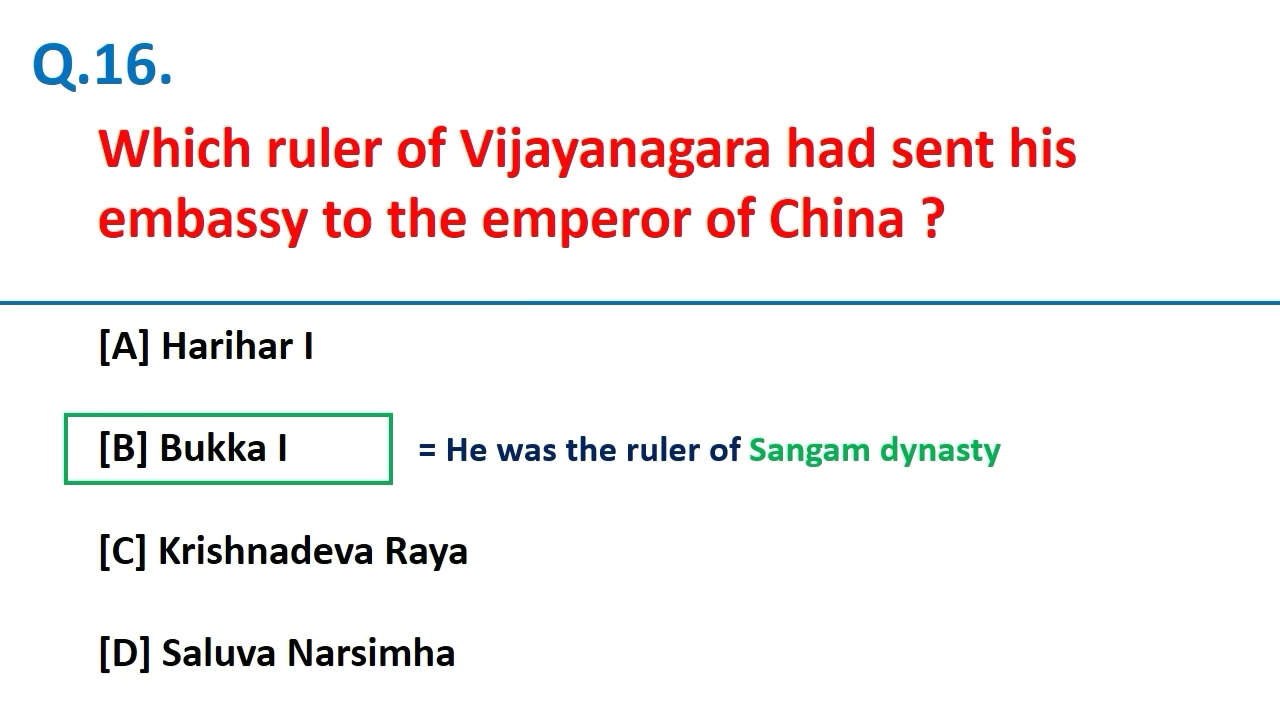 Q.16.
Which ruler of Vijayanagara had sent his
embassy to the emperor of China ?
[A] Harihar I
[B] Bukka I = He was the ruler of Sangam dynasty
[C] Krishnadeva Raya
[D] Saluva Narsimha